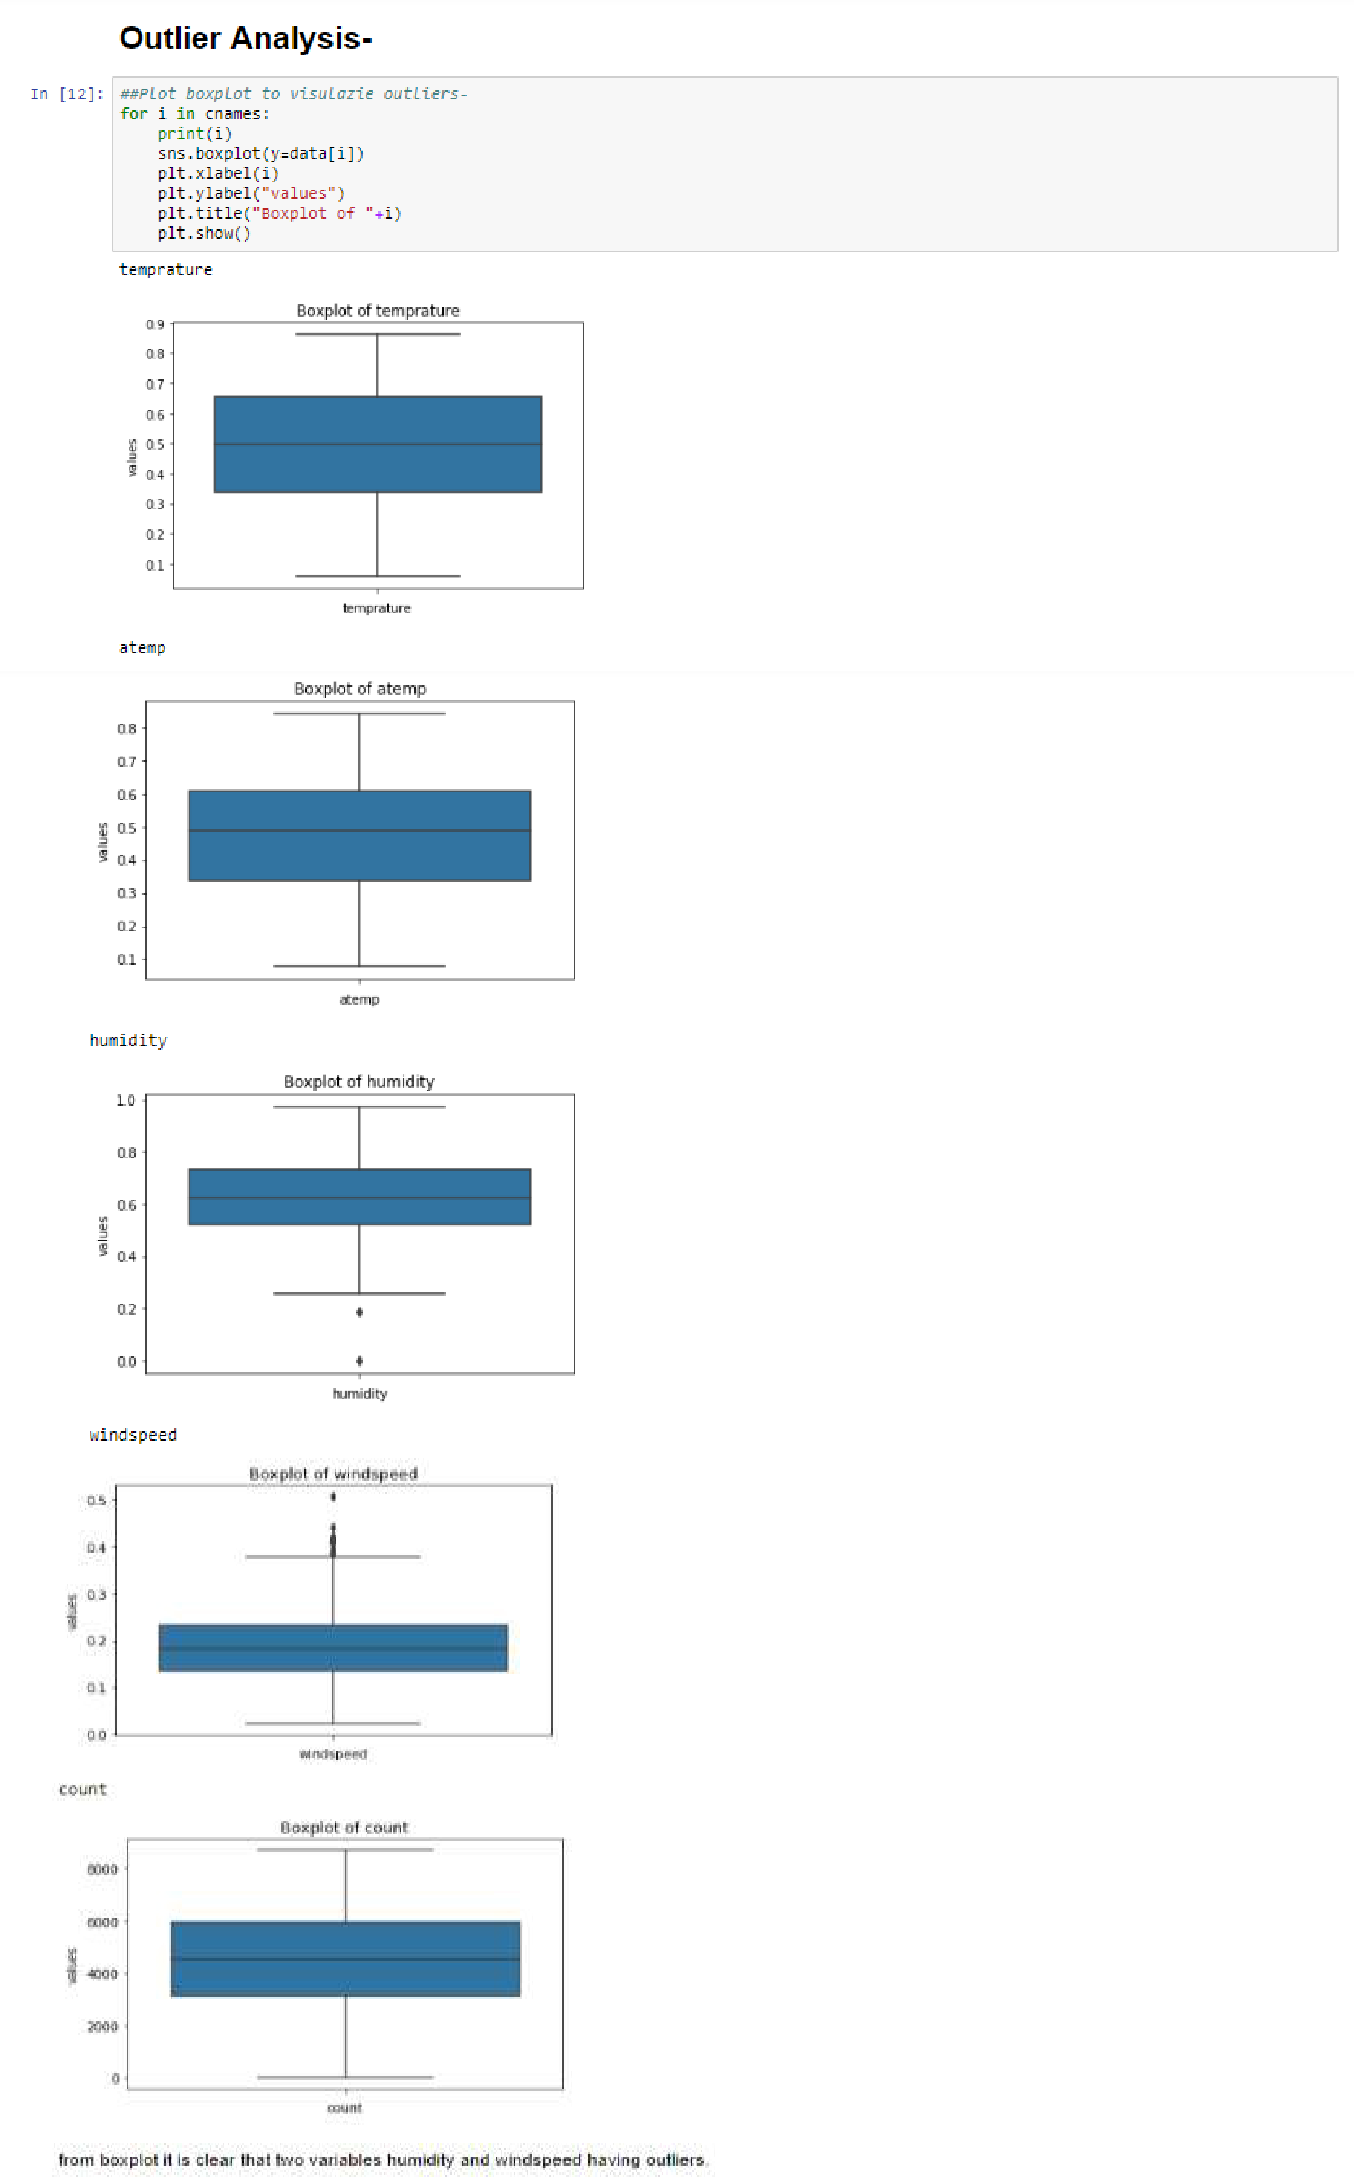 Outlier Analysis-
In [12]:
##Plot boxplot to visulazie outliers-
for i in cnames:
    print(i)
    sns.boxplot(y=data[i])
    plt.xlabel(i)
    plt.ylabel("values")
    plt.title("Boxplot of "+i)
    plt.show()
temprature
Boxplot of temprature
0.9
0.8
0.7
0.6
0.5
0.4
0.3
0.2
0.1
values
temprature
atemp
Boxplot of atemp
0.8
0.7
0.6
0.5
0.4
0.3
0.2
0.1
values
atemp
humidity
Boxplot of humidity
1.0
0.8
0.6
0.4
0.2
0.0
values
humidity
windspeed
Boxplot of windspeed
0.5
0.4
0.3
0.2
0.1
0.0
values
windspeed
count
Boxplot of count
8000
6000
4000
2000
0
values
count
from boxplot it is clear that two variables humidity and windspeed having outliers.